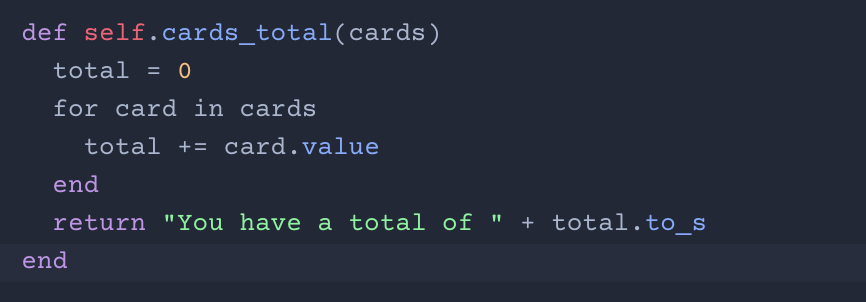 def self.cards_total(cards)
  total = 0
  for card in cards
    total += card.value
  end
  return "You have a total of " + total.to_s
end